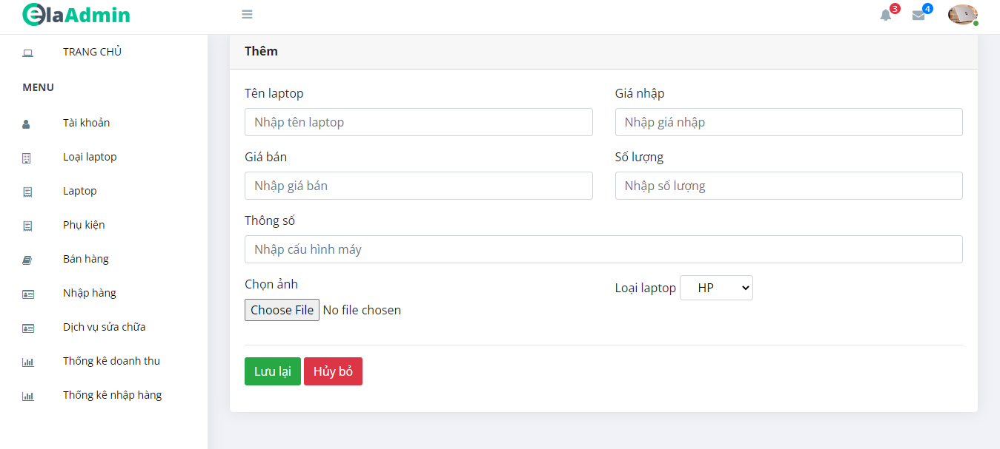 elaAdmin
3
4
TRANG CHỦ
MENU
Tài khoản
Loại laptop
Laptop
Phụ kiện
Bán hàng
Nhập hàng
Dịch vụ sửa chữa
Thống kê doanh thu
Thống kê nhập hàng
Thêm
Tên laptop
Nhập tên laptop
Giá nhập
Nhập giá nhập
Giá bán
Nhập giá bán
Số lượng
Nhập số lượng
Thông số
Nhập cấu hình máy
Chọn ảnh
Choose File No file chosen
Loại laptop HP
Lưu lại Hủy bỏ